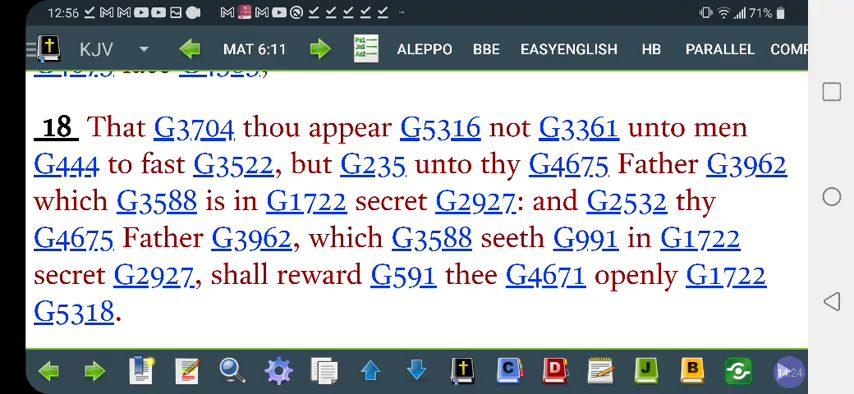 12:56 71%
KJV MAT 6:11 ALEPPO BBE EASYENGLISH HB PARALLEL COMP
18 That G3704 thou appear G5316 not G3361 unto men
G444 to fast G3522, but G235 unto thy G4675 Father G3962
which G3588 is in G1722 secret G2927: and G2532 thy
G4675 Father G3962, which G3588 seeth G991 in G1722
secret G2927, shall reward G591 thee G4671 openly G1722
G5318.
C D J B 14:24